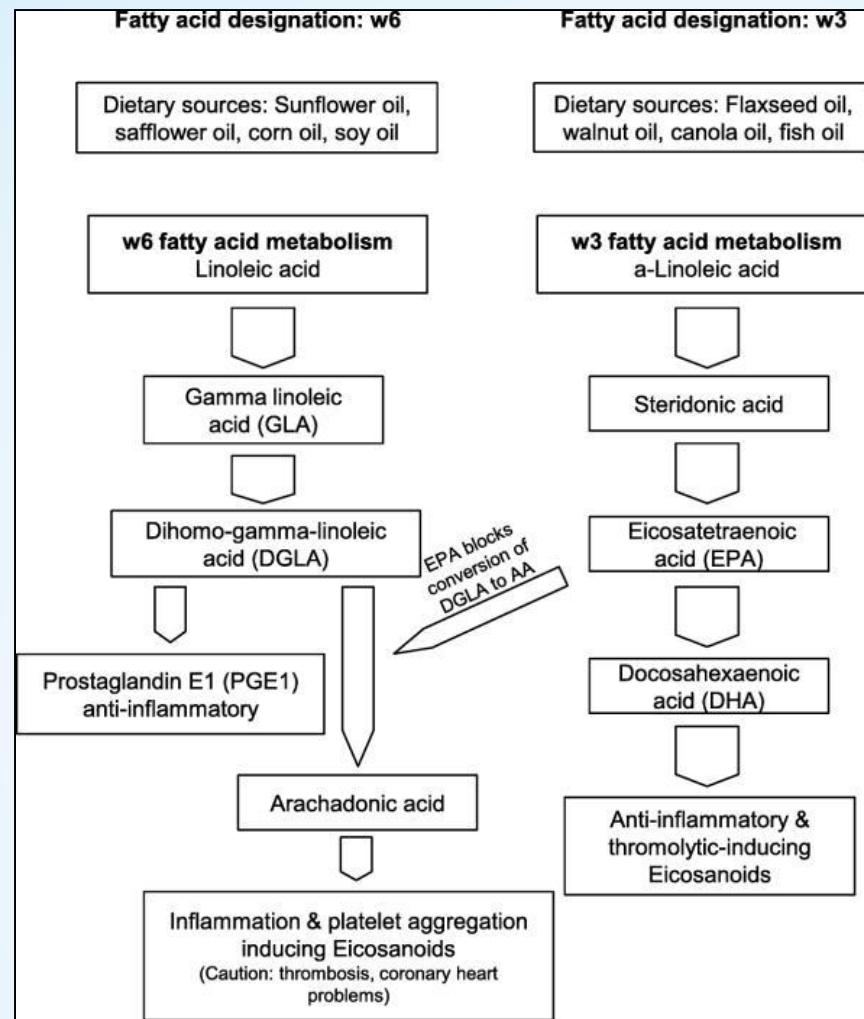 Fatty acid designation: w6
Dietary sources: Sunflower oil,
safflower oil, corn oil, soy oil
w6 fatty acid metabolism
Linoleic acid
Gamma linoleic
acid (GLA)
Dihomo-gamma-linoleic
acid (DGLA)
Prostaglandin E1 (PGE1)
anti-inflammatory
Arachadonic acid
Inflammation & platelet aggregation
inducing Eicosanoids
(Caution: thrombosis, coronary heart
problems)
EPA blocks
conversion of
DGLA to AA
Fatty acid designation: w3
Dietary sources: Flaxseed oil,
walnut oil, canola oil, fish oil
w3 fatty acid metabolism
a-Linoleic acid
Steridonic acid
Eicosatetraenoic
acid (EPA)
Docosahexaenoic
acid (DHA)
Anti-inflammatory &
thromolytic-inducing
Eicosanoids